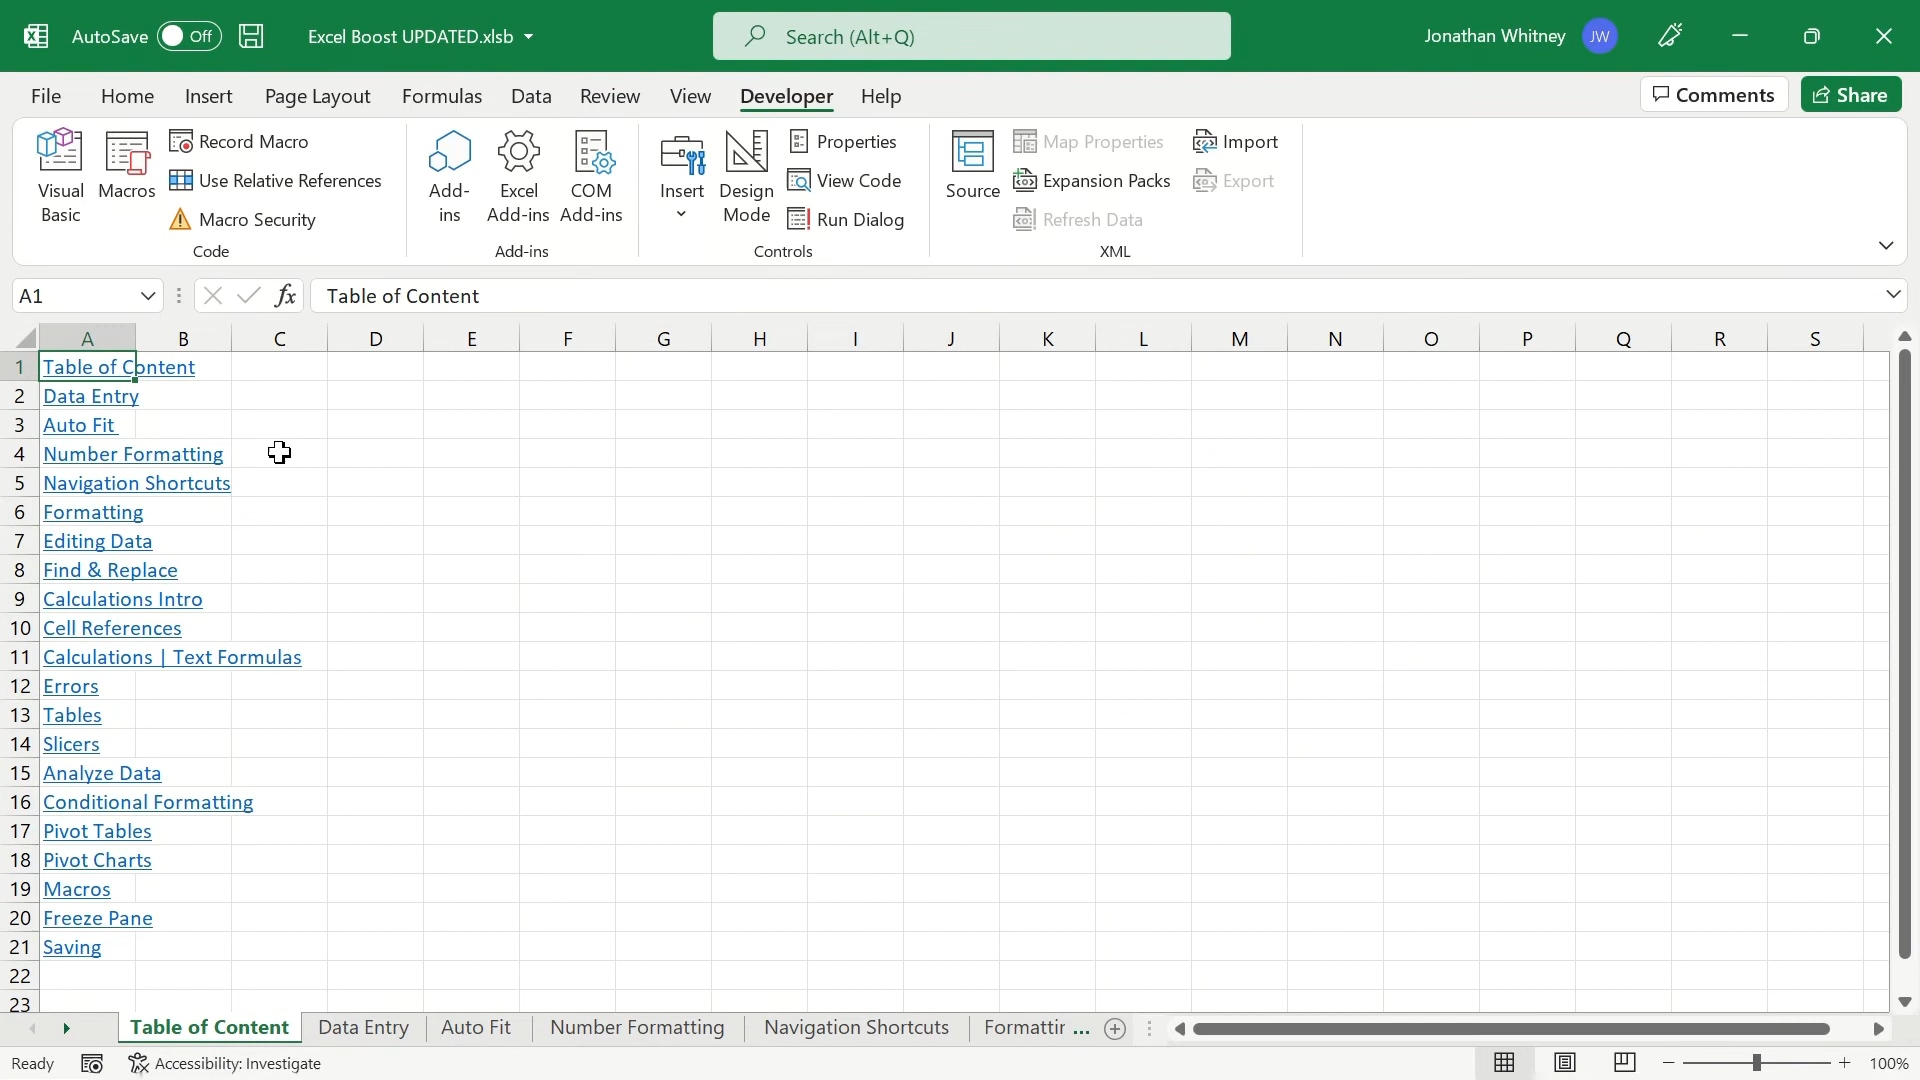 AutoSave Off Excel Boost UPDATED.xlsb Search (Alt+Q) Jonathan Whitney JW
File Home Insert Page Layout Formulas Data Review View Developer Help Comments Share
Visual Basic
Macros
Record Macro
Use Relative References
Macro Security
Code
Add-ins
Excel Add-ins
COM Add-ins
Add-ins
Insert
Design Mode
Properties
View Code
Run Dialog
Controls
Source
Map Properties
Expansion Packs
Refresh Data
Import
Export
XML
A1 fx Table of Content
A B C D E F G H I J K L M N O P Q R S
1 Table of Content
2 Data Entry
3 Auto Fit
4 Number Formatting
5 Navigation Shortcuts
6 Formatting
7 Editing Data
8 Find & Replace
9 Calculations Intro
10 Cell References
11 Calculations | Text Formulas
12 Errors
13 Tables
14 Slicers
15 Analyze Data
16 Conditional Formatting
17 Pivot Tables
18 Pivot Charts
19 Macros
20 Freeze Pane
21 Saving
22
23
Table of Content Data Entry Auto Fit Number Formatting Navigation Shortcuts Formattir ...
Ready Accessibility: Investigate 100%